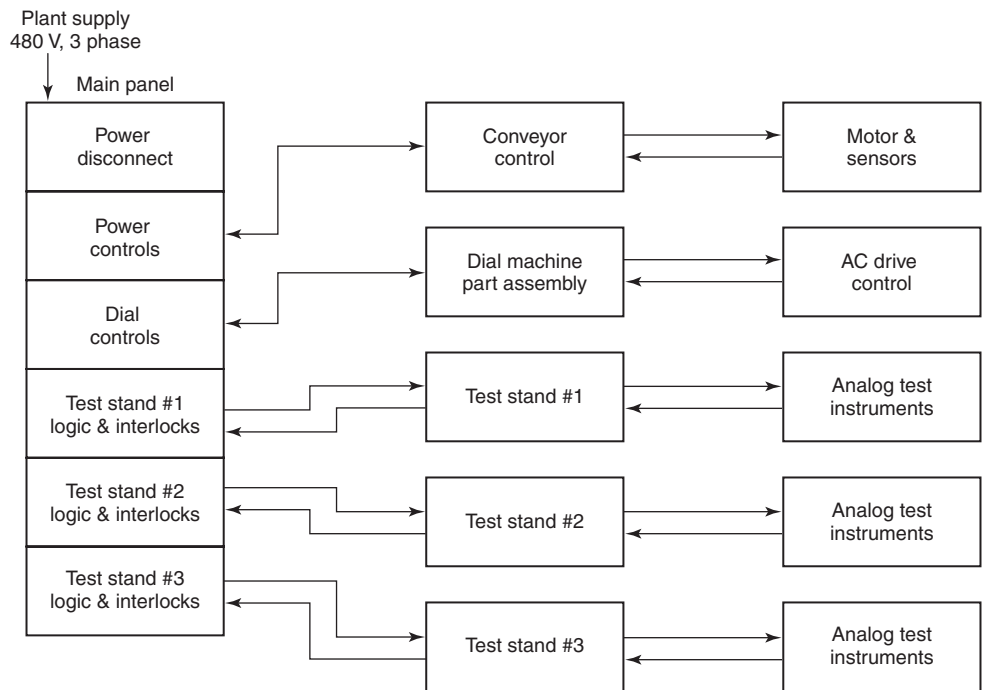 Plant supply
480 V, 3 phase
Main panel
Power
disconnect
Power
controls
Dial
controls
Test stand #1
logic & interlocks
Test stand #2
logic & interlocks
Test stand #3
logic & interlocks
Conveyor
control
Motor &
sensors
Dial machine
part assembly
AC drive
control
Test stand #1
Analog test
instruments
Test stand #2
Analog test
instruments
Test stand #3
Analog test
instruments